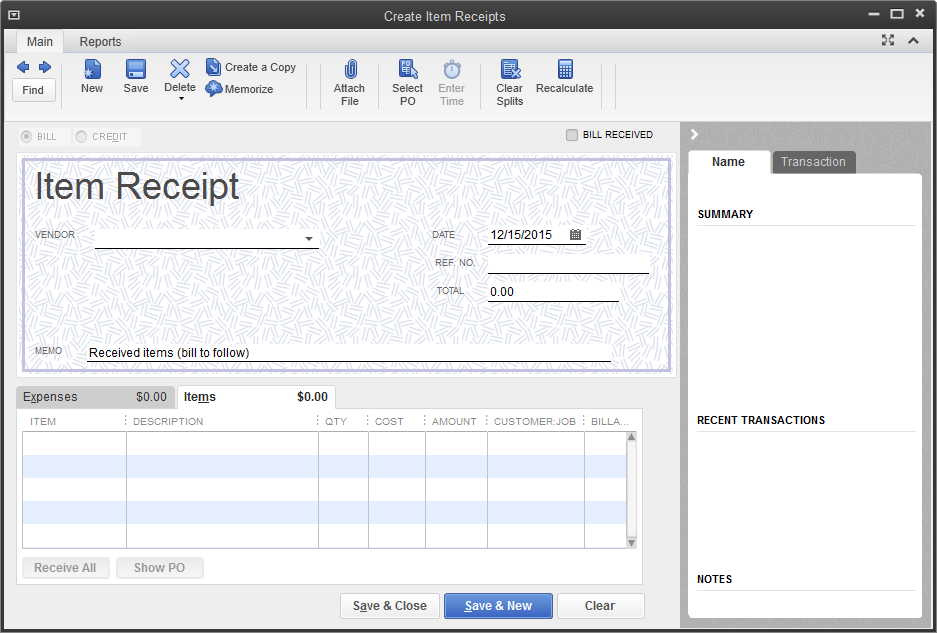 Create Item Receipts
Main Reports
Find
New
Save
Delete
Create a Copy
Memorize
Attach
File
Select
PO
Enter
Time
Clear
Splits
Recalculate
BILL CREDIT BILL RECEIVED
Item Receipt
VENDOR
DATE 12/15/2015
REF. NO.
TOTAL 0.00
MEMO Received items (bill to follow)
Expenses $0.00 Items $0.00
ITEM DESCRIPTION QTY COST AMOUNT CUSTOMER:JOB BILLA...
Receive All Show PO
Save & Close Save & New Clear
Name Transaction
SUMMARY
RECENT TRANSACTIONS
NOTES